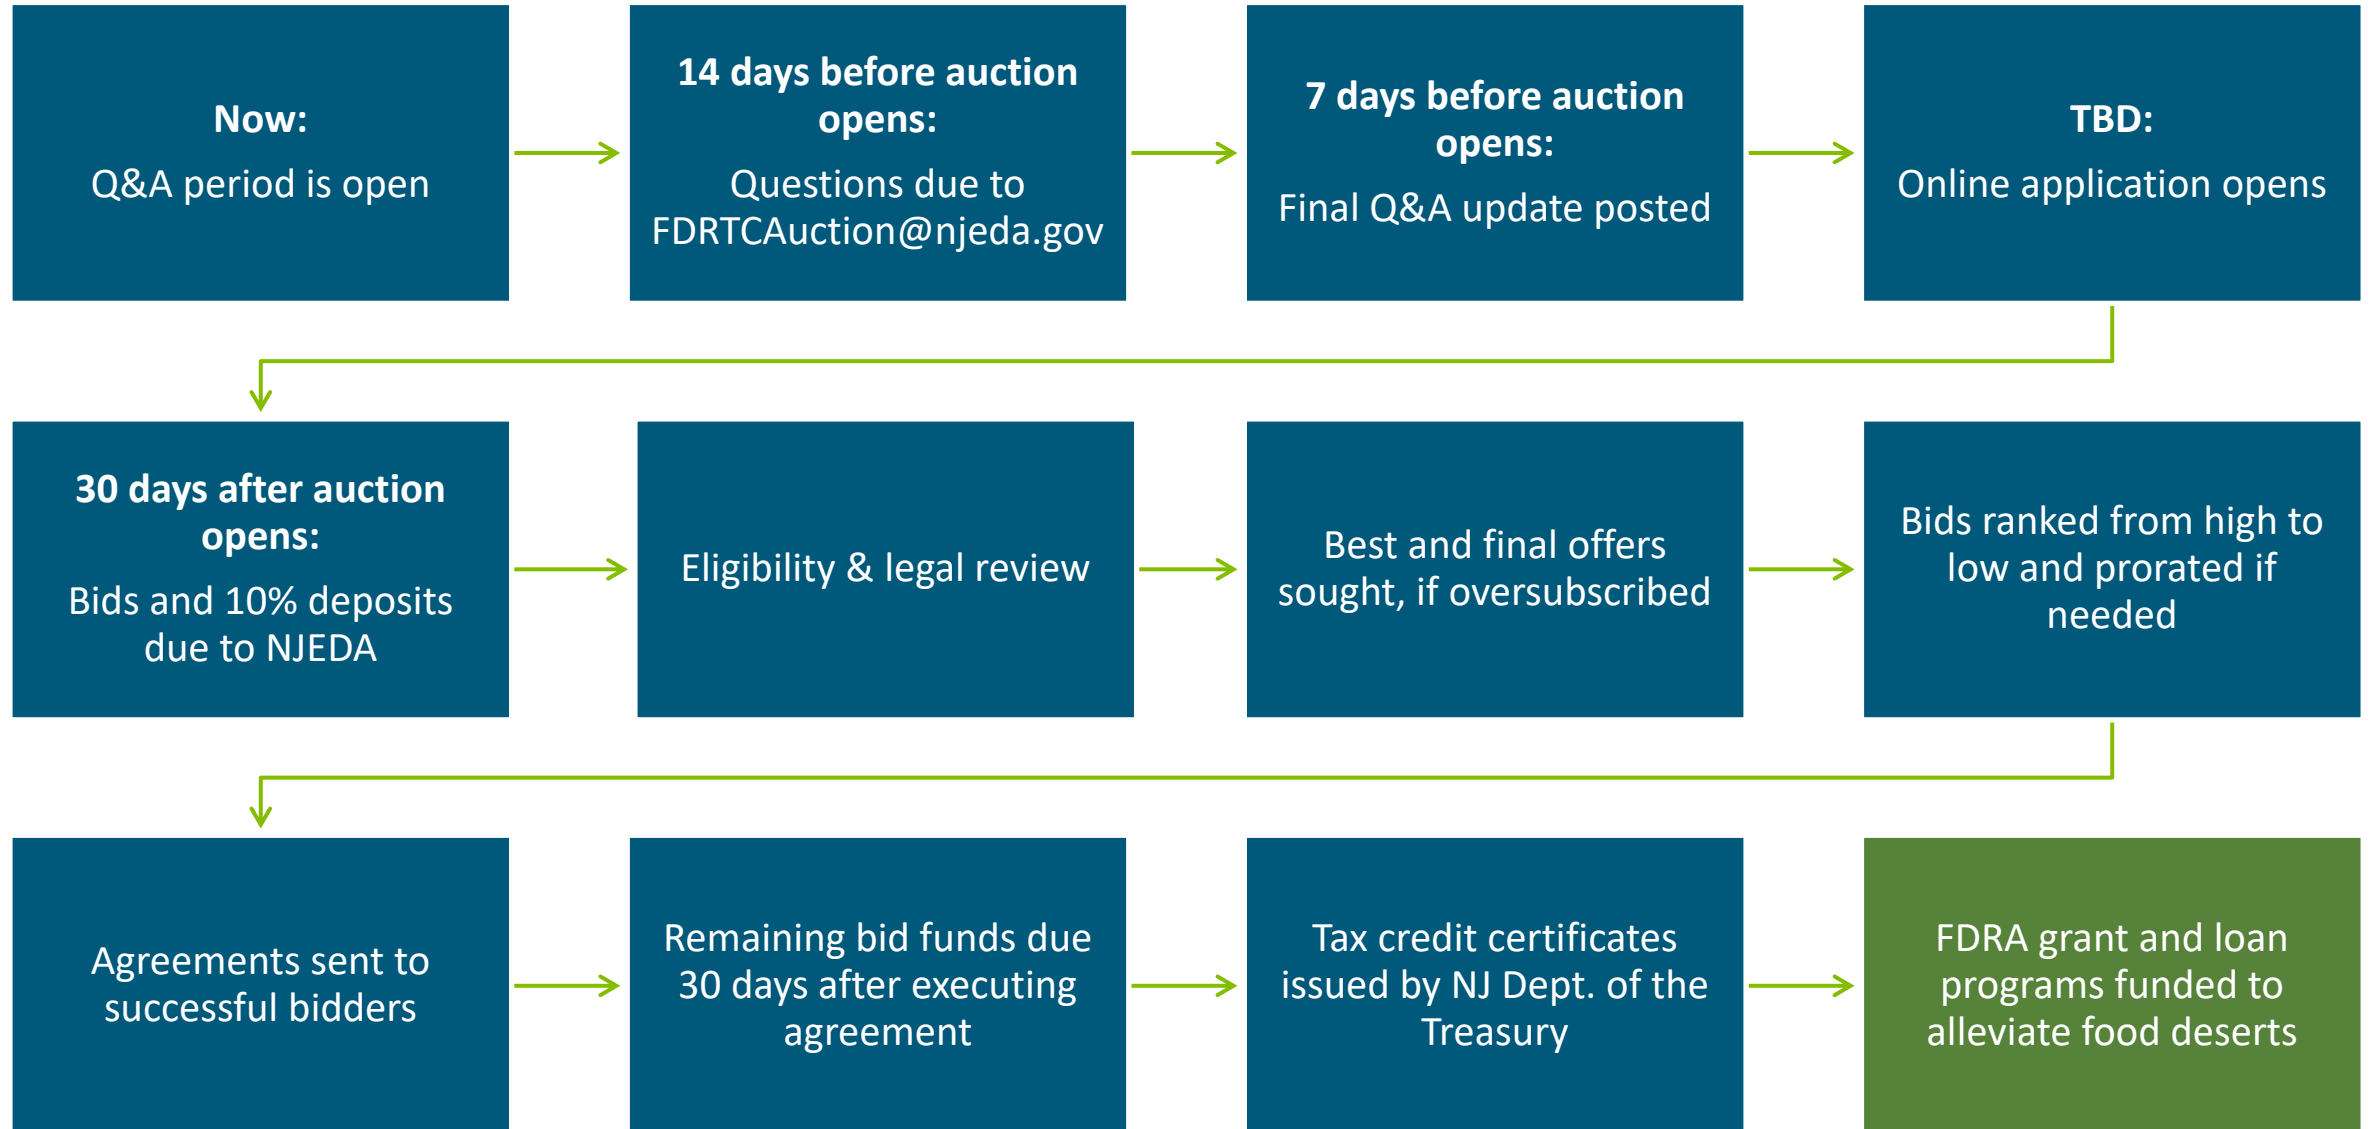 Now:
Q&A period is open
14 days before auction
opens:
Questions due to
FDRTCAuction@njeda.gov
7 days before auction
opens:
Final Q&A update posted
TBD:
Online application opens
30 days after auction
opens:
Bids and 10% deposits
due to NJEDA
Eligibility & legal review
Best and final offers
sought, if oversubscribed
Bids ranked from high to
low and prorated if
needed
Agreements sent to
successful bidders
Remaining bid funds due
30 days after executing
agreement
Tax credit certificates
issued by NJ Dept. of the
Treasury
FDRA grant and loan
programs funded to
alleviate food deserts